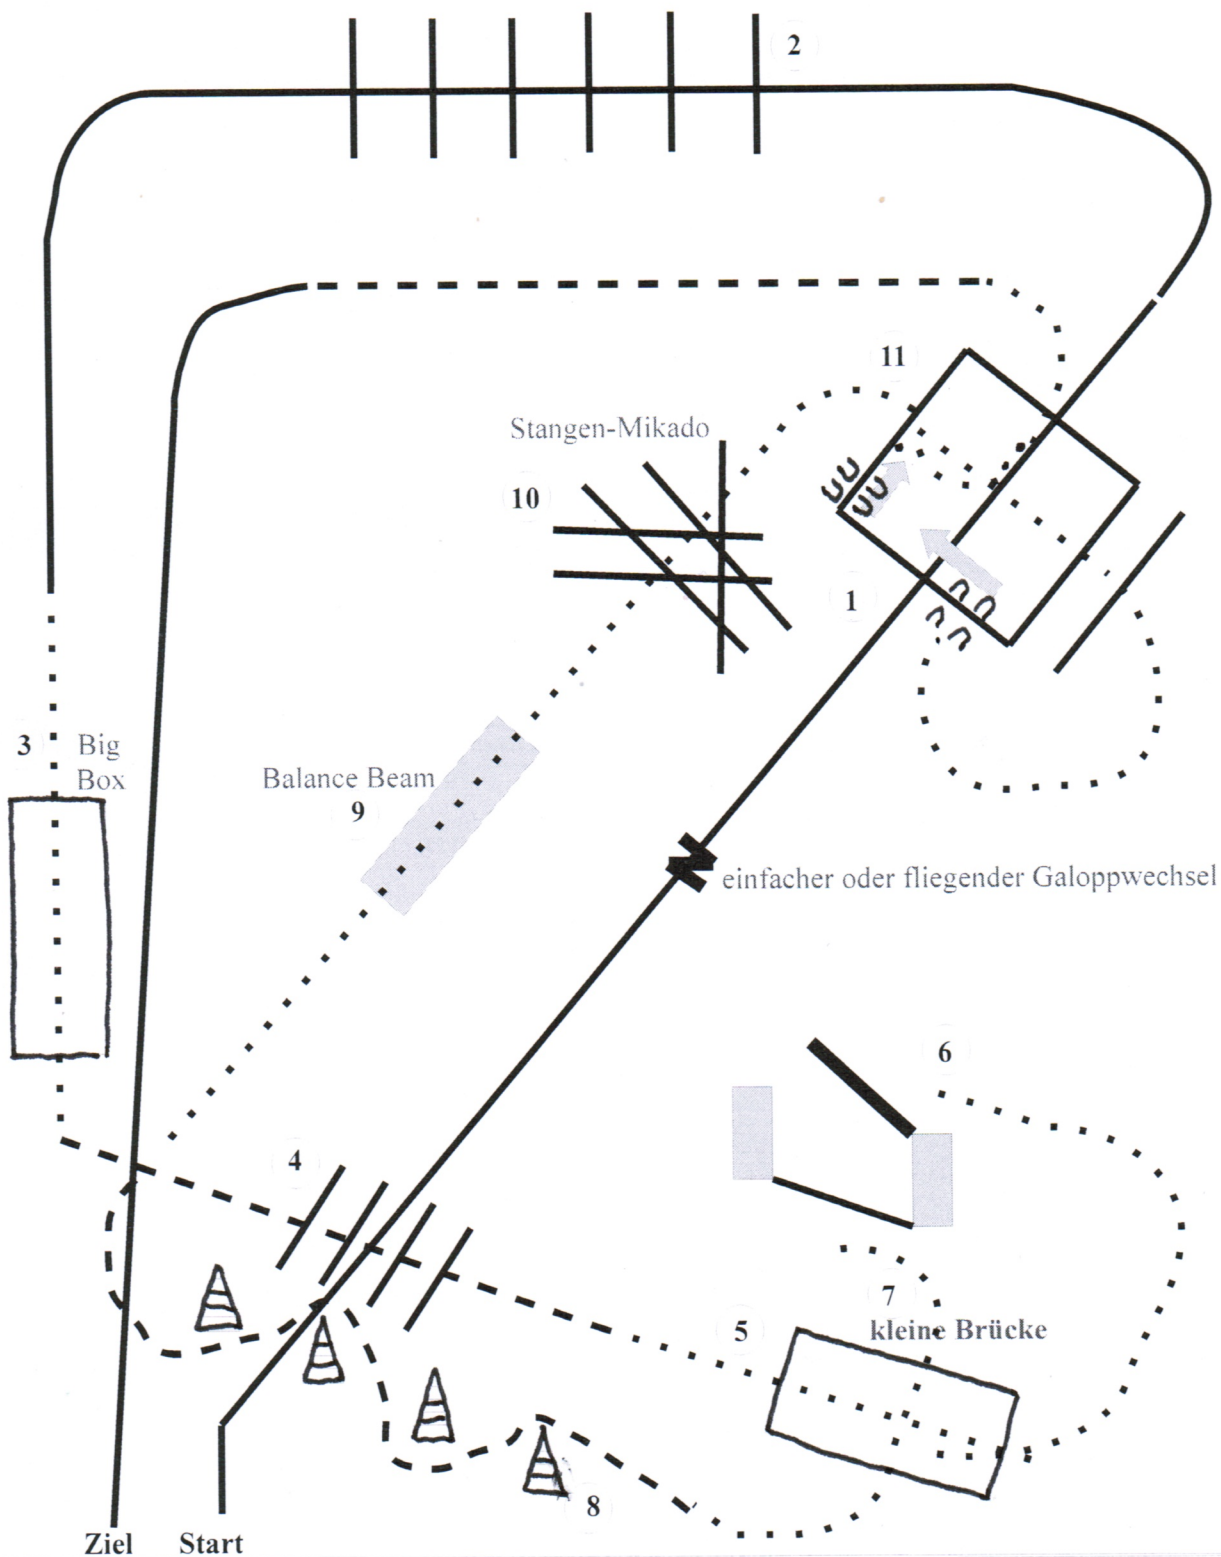 2
11
Stangen-Mikado
10
1
3
Big
Box
Balance Beam
9
einfacher oder fliegender Galoppwechsel
6
4
7
5
kleine Brücke
8
Ziel
Start